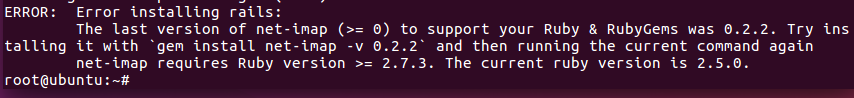 ERROR:  Error installing rails:
        The last version of net-imap (>= 0) to support your Ruby & RubyGems was 0.2.2. Try ins
talling it with `gem install net-imap -v 0.2.2` and then running the current command again
        net-imap requires Ruby version >= 2.7.3. The current ruby version is 2.5.0.
root@ubuntu:~#